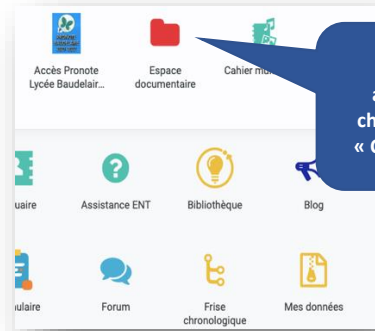 Accès Pronote
Lycée Baudelair...
Espace
documentaire
Cahier mu
a
ch
« C
uaire
Assistance ENT
Bibliothèque
Blog
ulaire
Forum
Frise
chronologique
Mes données